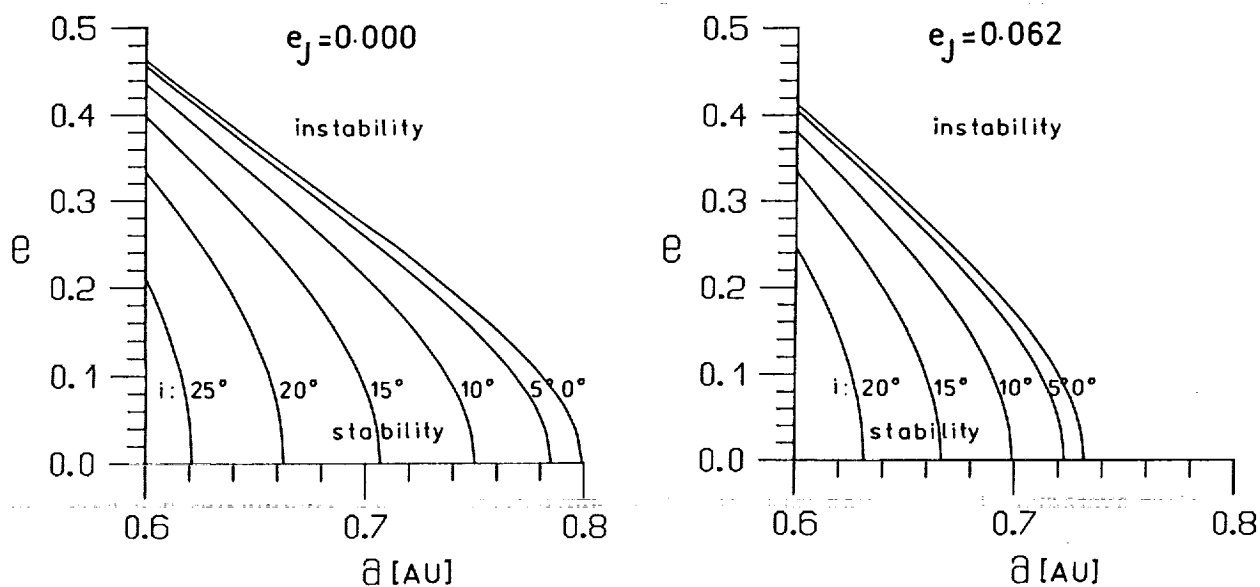 e_J=0.000
instability
0.5
0.4
0.3
0.2
0.1
0.0
e
i: 25° 20° 15° 10° 5° 0°
stability
0.6 0.7 0.8
a [AU]
e_J=0.062
instability
0.5
0.4
0.3
0.2
0.1
0.0
e
i: 20° 15° 10° 5° 0°
stability
0.6 0.7 0.8
a [AU]